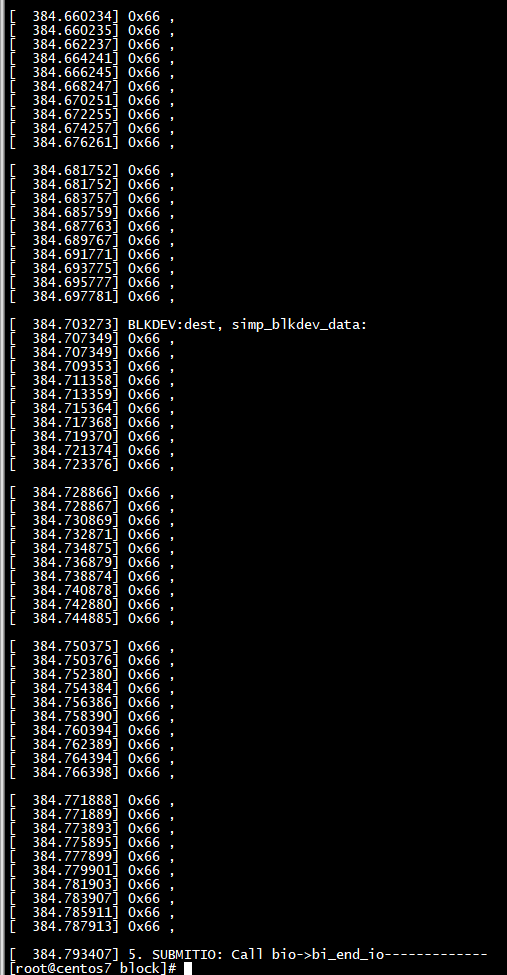 [  384.660234] 0x66 ,
[  384.660235] 0x66 ,
[  384.662237] 0x66 ,
[  384.664241] 0x66 ,
[  384.666245] 0x66 ,
[  384.668247] 0x66 ,
[  384.670251] 0x66 ,
[  384.672255] 0x66 ,
[  384.674257] 0x66 ,
[  384.676261] 0x66 ,

[  384.681752] 0x66 ,
[  384.681752] 0x66 ,
[  384.683757] 0x66 ,
[  384.685759] 0x66 ,
[  384.687763] 0x66 ,
[  384.689767] 0x66 ,
[  384.691771] 0x66 ,
[  384.693775] 0x66 ,
[  384.695777] 0x66 ,
[  384.697781] 0x66 ,

[  384.703273] BLKDEV:dest, simp_blkdev_data:
[  384.707349] 0x66 ,
[  384.707349] 0x66 ,
[  384.709353] 0x66 ,
[  384.711358] 0x66 ,
[  384.713359] 0x66 ,
[  384.715364] 0x66 ,
[  384.717368] 0x66 ,
[  384.719370] 0x66 ,
[  384.721374] 0x66 ,
[  384.723376] 0x66 ,

[  384.728866] 0x66 ,
[  384.728867] 0x66 ,
[  384.730869] 0x66 ,
[  384.732871] 0x66 ,
[  384.734875] 0x66 ,
[  384.736879] 0x66 ,
[  384.738874] 0x66 ,
[  384.740878] 0x66 ,
[  384.742880] 0x66 ,
[  384.744885] 0x66 ,

[  384.750375] 0x66 ,
[  384.750376] 0x66 ,
[  384.752380] 0x66 ,
[  384.754384] 0x66 ,
[  384.756386] 0x66 ,
[  384.758390] 0x66 ,
[  384.760394] 0x66 ,
[  384.762389] 0x66 ,
[  384.764394] 0x66 ,
[  384.766398] 0x66 ,

[  384.771888] 0x66 ,
[  384.771889] 0x66 ,
[  384.773893] 0x66 ,
[  384.775895] 0x66 ,
[  384.777899] 0x66 ,
[  384.779901] 0x66 ,
[  384.781903] 0x66 ,
[  384.783907] 0x66 ,
[  384.785911] 0x66 ,
[  384.787913] 0x66 ,

[  384.793407] 5. SUBMITIO: Call bio->bi_end_io-------------
[root@centos7 block]#